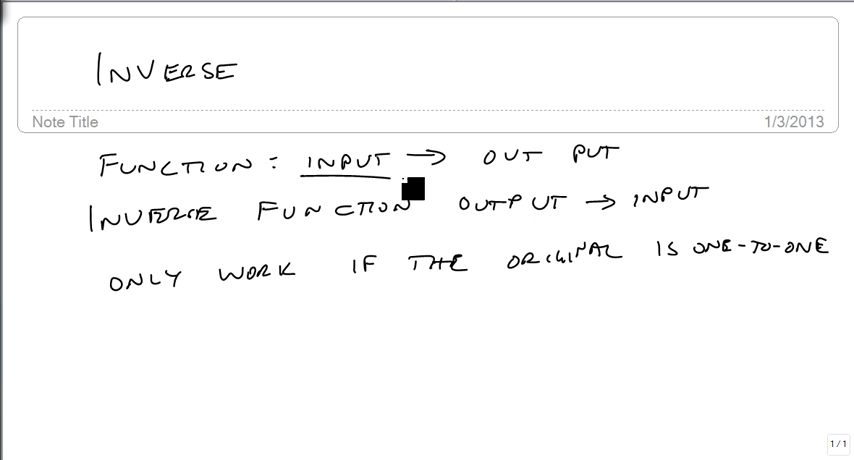 INVERSE
Note Title
1/3/2013
FUNCTION: INPUT → OUT PUT
INVERSE FUNCTION OUTPUT → INPUT
ONLY WORK IF THE ORIGINAL IS ONE-TO-ONE
1 / 1